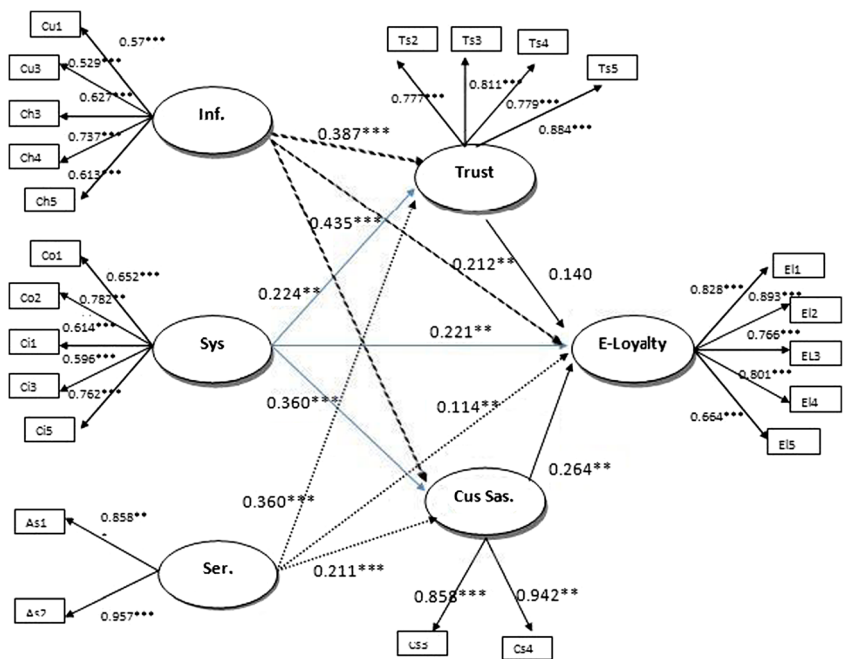 Cu1
0.57***
Cu3
0.529***
0.627***
Ch3
0.737***
Ch4
0.613***
Ch5
Inf.
Ts2
Ts3
Ts4
Ts5
0.777***
0.811***
0.779***
0.884***
Trust
0.387***
0.435***
0.212**
0.140
Co1
0.652***
Co2
0.782**
0.614***
Ci1
0.596***
Ci3
0.762***
Ci5
Sys
0.224**
0.221**
0.360***
E-Loyalty
0.828***
El1
0.893***
El2
0.766***
EL3
0.801***
El4
0.664***
El5
0.114**
0.264**
Cus Sas.
0.360***
0.211***
As1
0.858**
0.957***
Ser.
0.858***
0.942**
Cs4